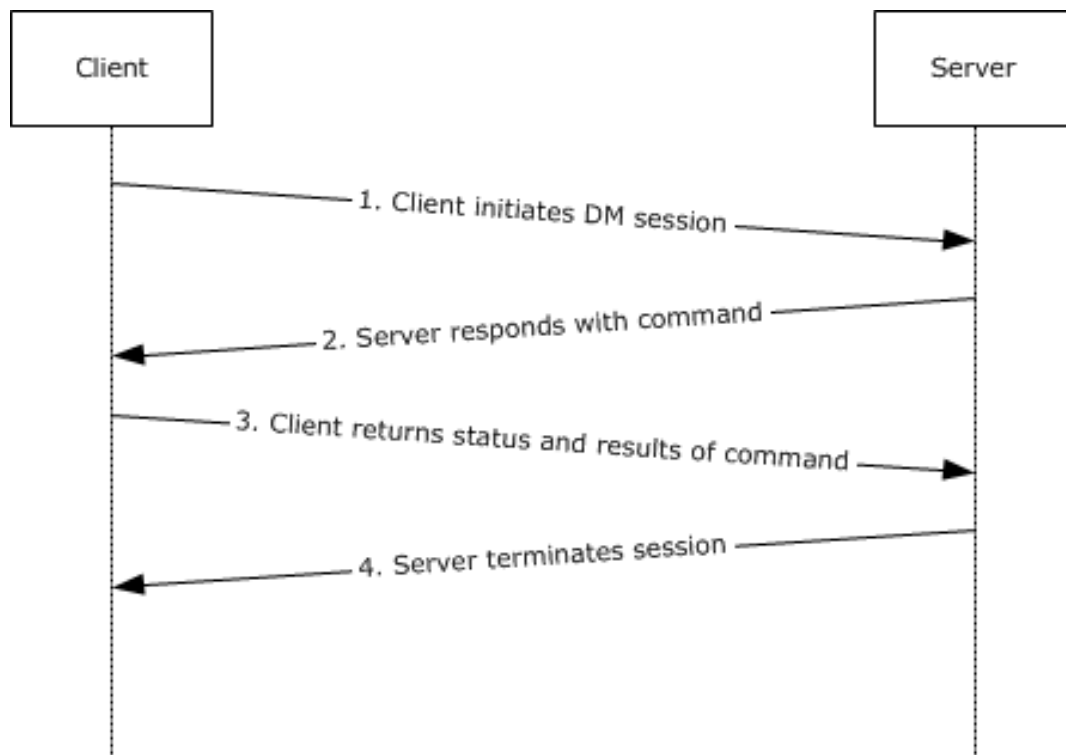 Client
Server
1. Client initiates DM session
2. Server responds with command
3. Client returns status and results of command
4. Server terminates session